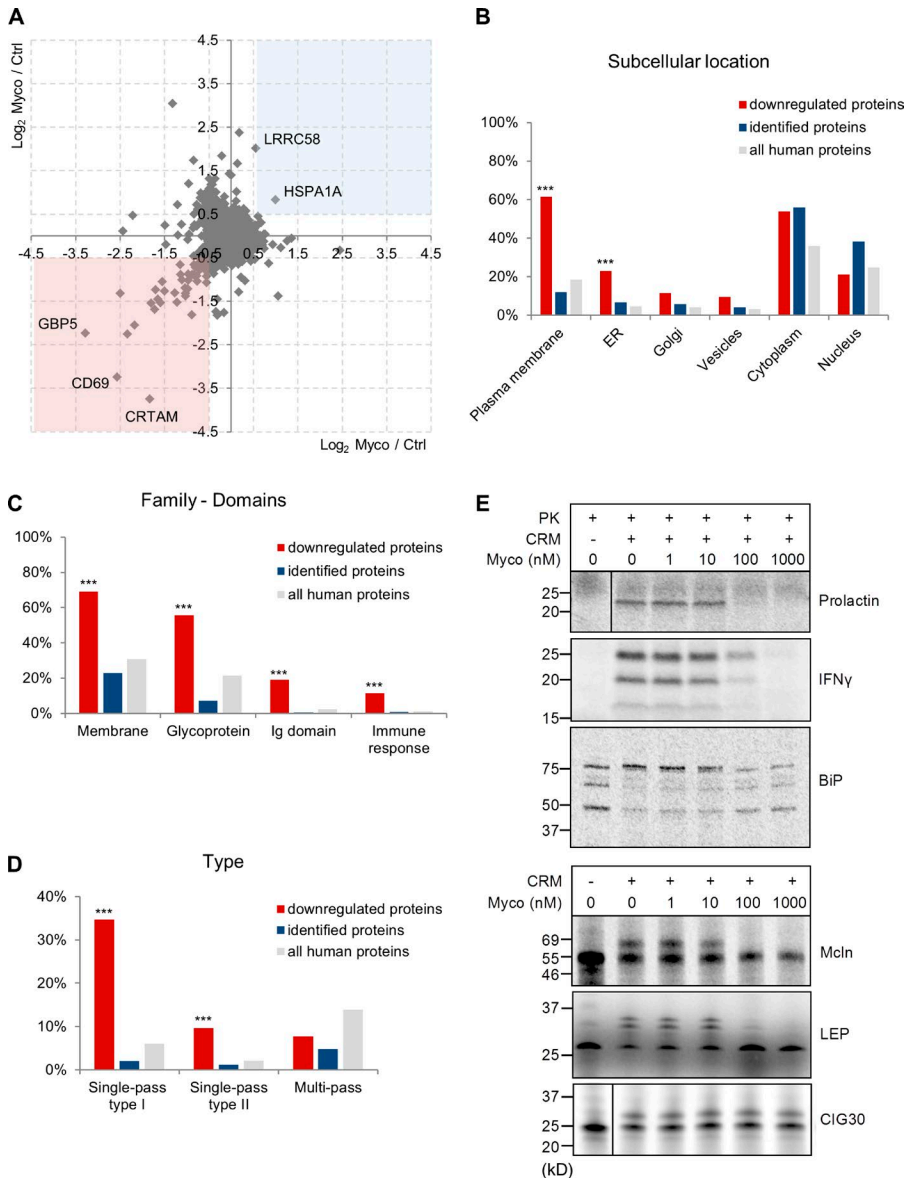 A
Log2 Myco / Ctrl
4.5
3.5
2.5
1.5
0.5
-4.5 -3.5 -2.5 -1.5 -0.5 0.5 1.5 2.5 3.5 4.5
-0.5
-1.5
-2.5
-3.5
-4.5
LRRC58
HSPA1A
GBP5
CD69
CRTAM
Log2 Myco / Ctrl
B
Subcellular location
downregulated proteins
identified proteins
all human proteins
100%
80%
60%
40%
20%
0%
***
***
Plasma membrane
ER
Golgi
Vesicles
Cytoplasm
Nucleus
C
Family - Domains
downregulated proteins
identified proteins
all human proteins
100%
80%
60%
40%
20%
0%
***
***
***
***
Membrane Glycoprotein Ig domain Immune response
D
Type
downregulated proteins
identified proteins
all human proteins
40%
30%
20%
10%
0%
***
***
Single-pass type I
Single-pass type II
Multi-pass
E
PK + + + + + +
CRM - + + + + +
Myco (nM) 0 0 1 10 100 1000
25
20
Prolactin
25
20
15
IFNγ
75
50
37
BiP
CRM - + + + + +
Myco (nM) 0 0 1 10 100 1000
69
55
46
Mcln
37
25
LEP
37
25
20
CIG30
(kD)